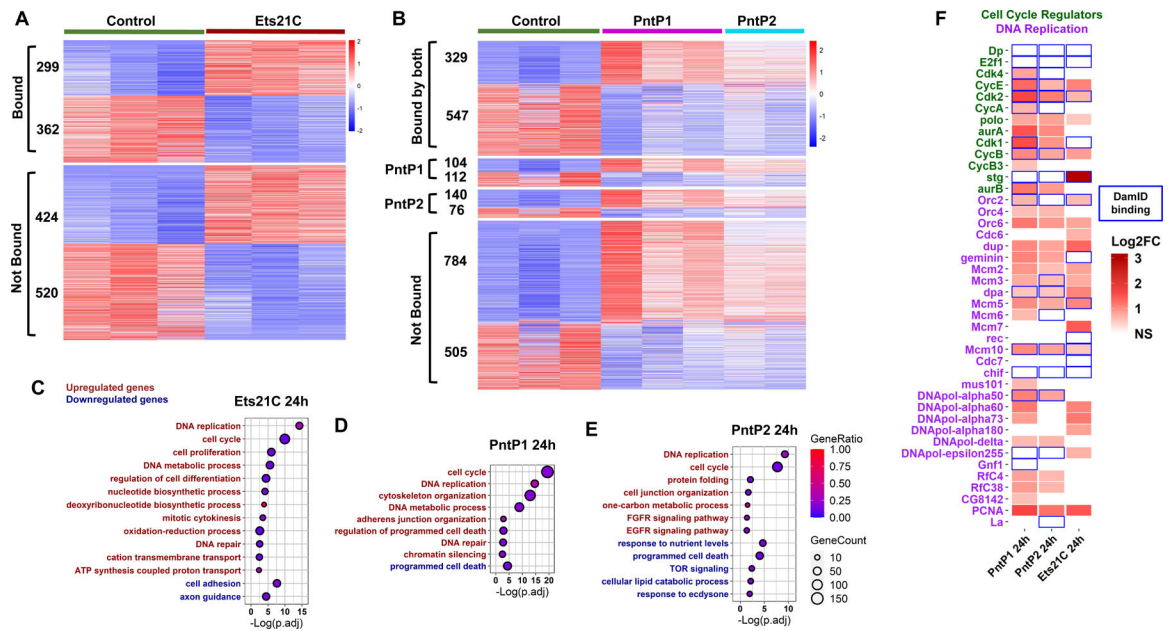 A
Control
Ets21C
Bound
299
362
Not Bound
424
520
2
1
0
-1
-2
B
Control
PntP1
PntP2
Bound by both
329
547
PntP1
104
112
PntP2
140
76
Not Bound
784
505
2
1
0
-1
-2
C
Upregulated genes
Downregulated genes
Ets21C 24h
DNA replication
cell cycle
cell proliferation
DNA metabolic process
regulation of cell differentiation
nucleotide biosynthetic process
deoxyribonucleotide biosynthetic process
mitotic cytokinesis
oxidation-reduction process
DNA repair
cation transmembrane transport
ATP synthesis coupled proton transport
cell adhesion
axon guidance
0 5 10 15
-Log(p.adj)
D
PntP1 24h
cell cycle
DNA replication
cytoskeleton organization
DNA metabolic process
adherens junction organization
regulation of programmed cell death
DNA repair
chromatin silencing
programmed cell death
0 5 10 15 20
-Log(p.adj)
E
PntP2 24h
DNA replication
cell cycle
protein folding
cell junction organization
one-carbon metabolic process
FGFR signaling pathway
EGFR signaling pathway
response to nutrient levels
programmed cell death
TOR signaling
cellular lipid catabolic process
response to ecdysone
0 5 10
-Log(p.adj)
GeneRatio
1.00
0.75
0.50
0.25
0.00
GeneCount
10
50
100
150
F
Cell Cycle Regulators
DNA Replication
Dp
E2f1
Cdk4
CycE
Cdk2
CycA
polo
aurA
Cdk1
CycB
CycB3
stg
aurB
Orc2
Orc4
Orc6
Cdc6
dup
geminin
Mcm2
Mcm3
dpa
Mcm5
Mcm6
Mcm7
rec
Mcm10
Cdc7
chif
mus101
DNApol-alpha50
DNApol-alpha60
DNApol-alpha73
DNApol-alpha180
DNApol-delta
DNApol-epsilon255
Gnf1
RfC4
RfC38
CG8142
PCNA
La
PntP1 24h
PntP2 24h
Ets21C 24h
DamID
binding
Log2FC
3
2
1
NS